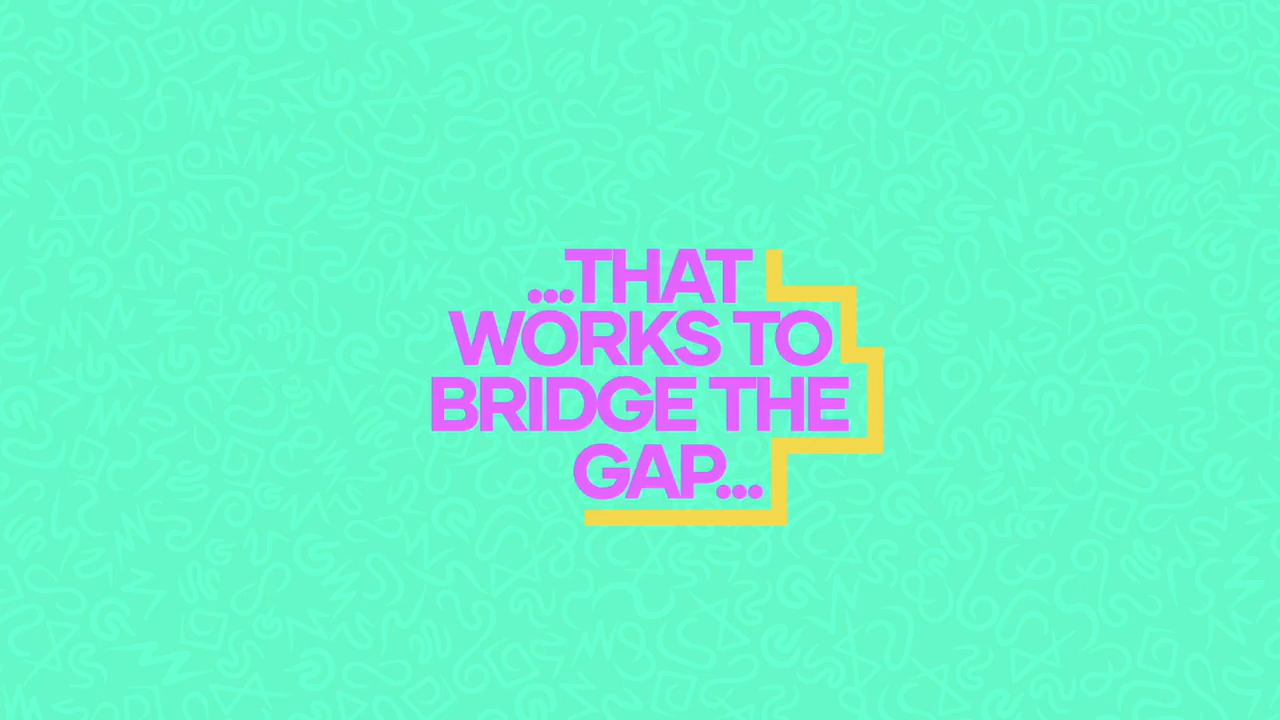 ...THAT
WORKS TO
BRIDGE THE
GAP...